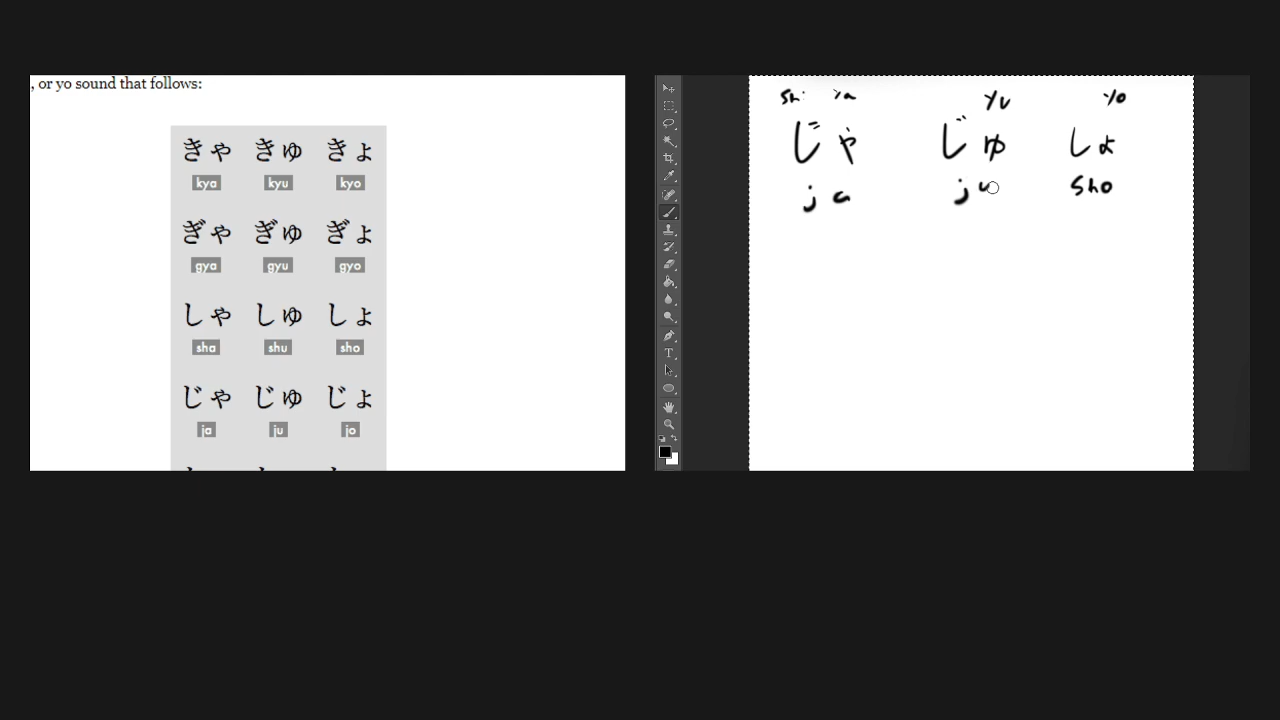 , or yo sound that follows:
きゃ きゅ きょ
kya kyu kyo
ぎゃ ぎゅ ぎょ
gya gyu gyo
しゃ しゅ しょ
sha shu sho
じゃ じゅ じょ
ja ju jo
shi ya yu yo
じゃ じゅ しょ
ja ju sho